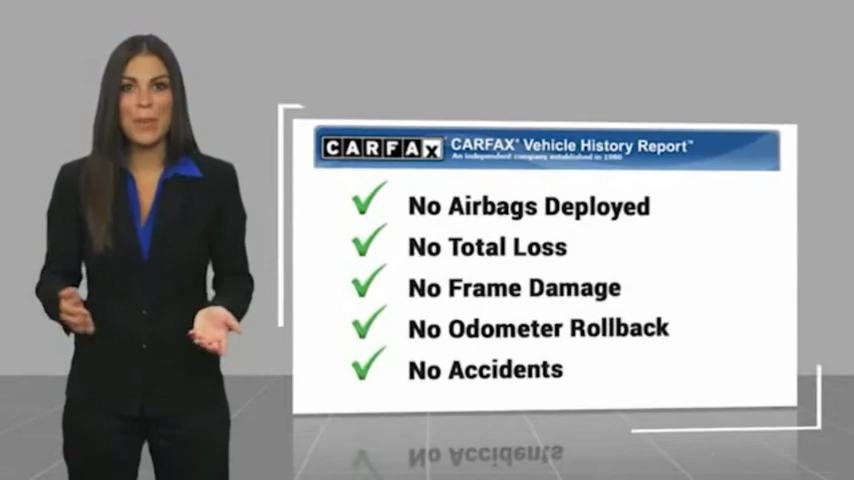 CARFAX CARFAX® Vehicle History Report™
An independent company established in 1986
No Airbags Deployed
No Total Loss
No Frame Damage
No Odometer Rollback
No Accidents
No Accidents